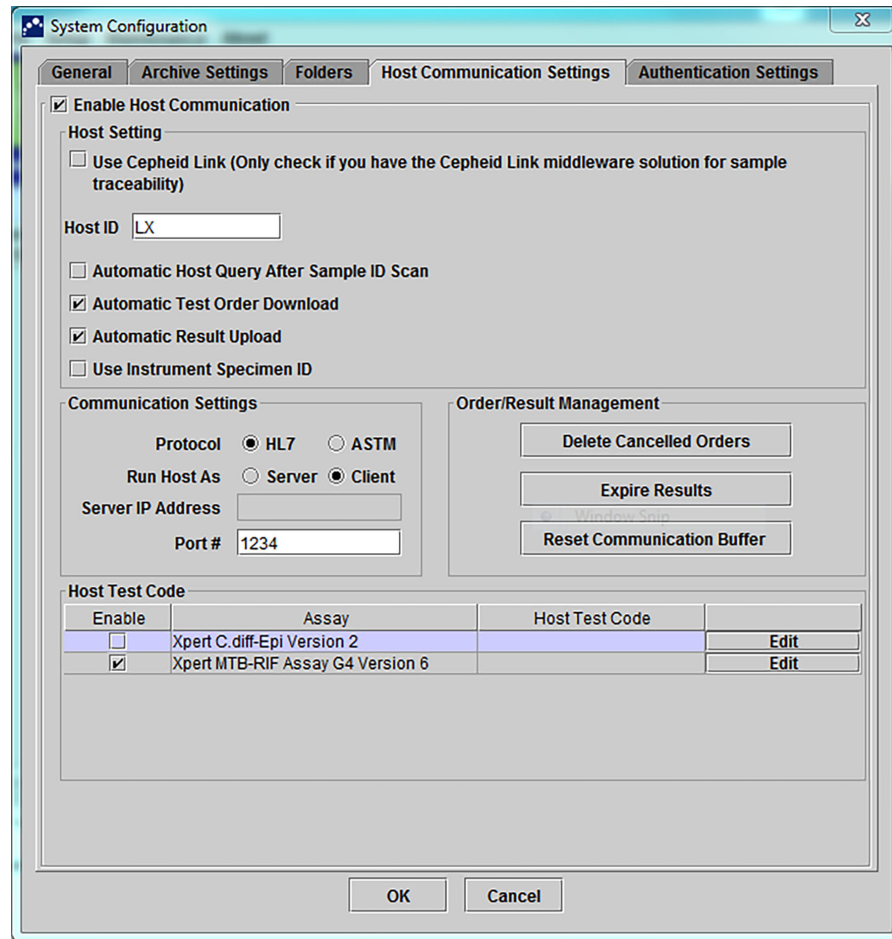 System Configuration
General Archive Settings Folders Host Communication Settings Authentication Settings
Enable Host Communication
Host Setting
Use Cepheid Link (Only check if you have the Cepheid Link middleware solution for sample
traceability)
Host ID LX
Automatic Host Query After Sample ID Scan
Automatic Test Order Download
Automatic Result Upload
Use Instrument Specimen ID
Communication Settings
Protocol HL7 ASTM
Run Host As Server Client
Server IP Address
Port # 1234
Order/Result Management
Delete Cancelled Orders
Expire Results
Window Snip
Reset Communication Buffer
Host Test Code
Enable Assay Host Test Code
Xpert C.diff-Epi Version 2 Edit
Xpert MTB-RIF Assay G4 Version 6 Edit
OK Cancel